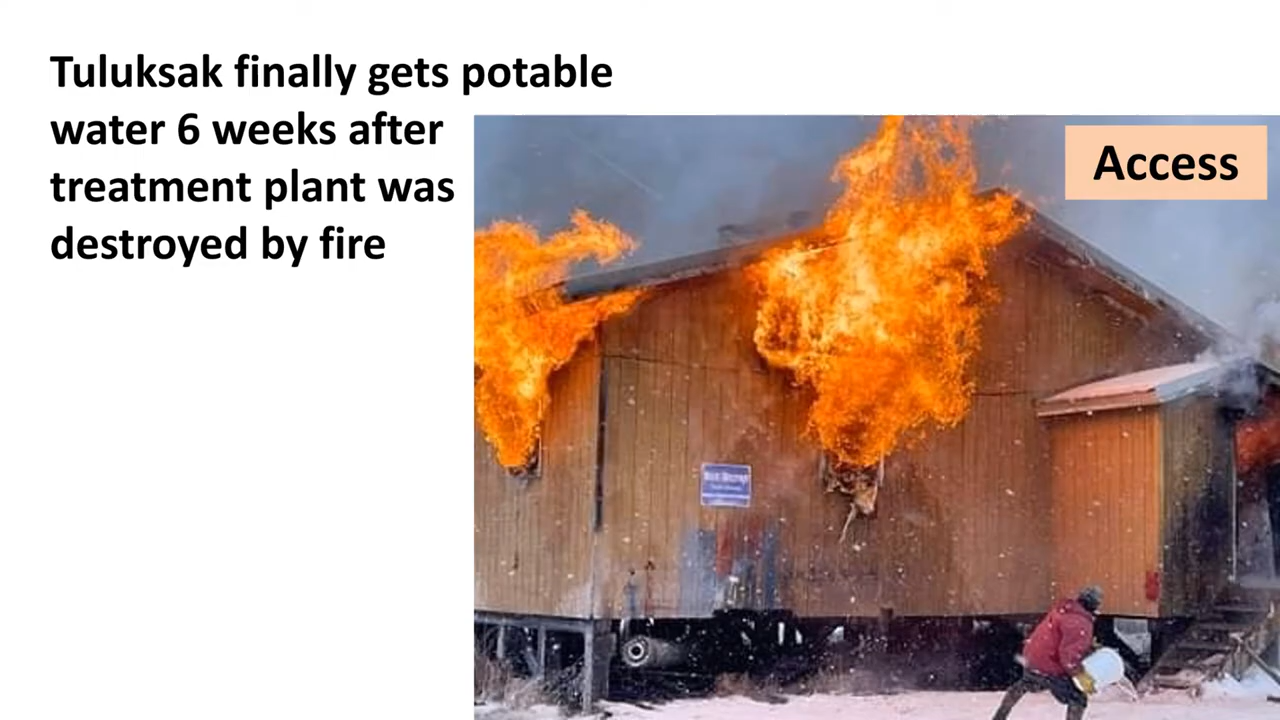 Tuluksak finally gets potable
water 6 weeks after
treatment plant was
destroyed by fire
Access